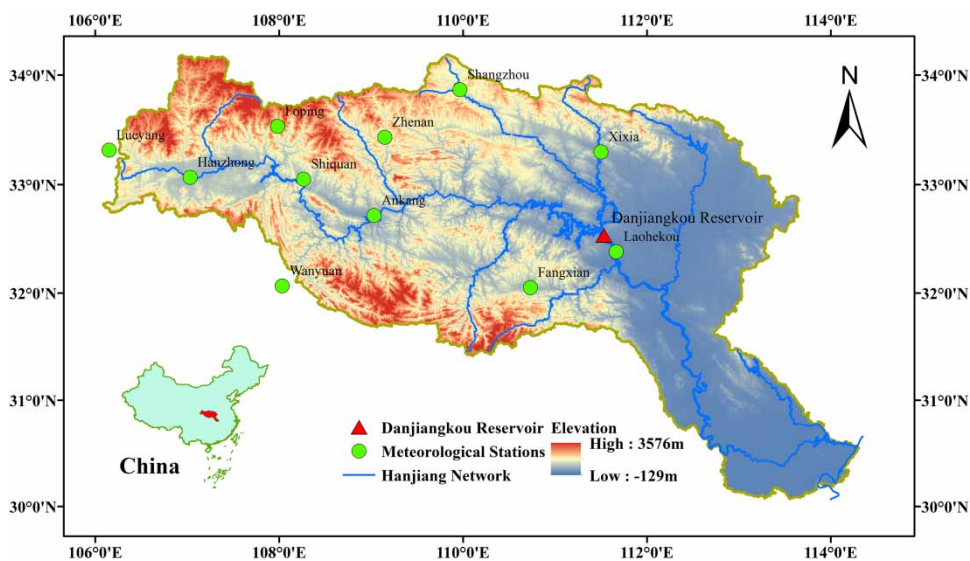 106°0'E 108°0'E 110°0'E 112°0'E 114°0'E
34°0'N 34°0'N
Shangzhou
N
Foping
Zhenan
Lueyang
Xixia
Hanzhong
Shiquan
33°0'N 33°0'N
Ankang
Danjiangkou Reservoir
Laohekou
Wanyuan
Fangxian
32°0'N 32°0'N
31°0'N 31°0'N
Danjiangkou Reservoir Elevation
High : 3576m
Meteorological Stations
China
Hanjiang Network
Low : -129m
30°0'N 30°0'N
106°0'E 108°0'E 110°0'E 112°0'E 114°0'E